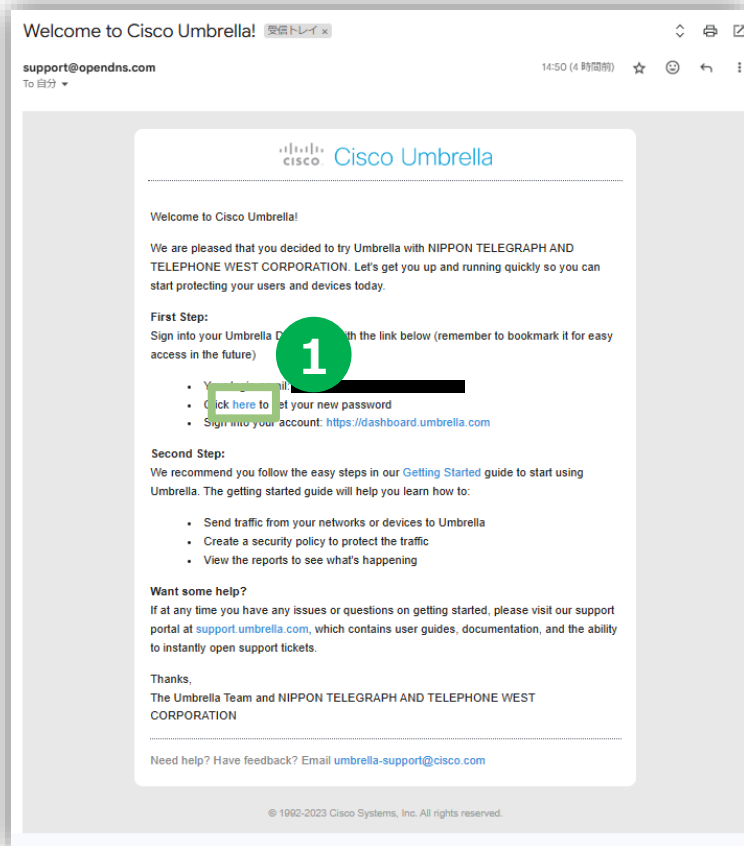 Welcome to Cisco Umbrella! 受信トレイ ×
support@opendns.com 14:50 (4 時間前)
To 自分
CISCO Cisco Umbrella
Welcome to Cisco Umbrella!
We are pleased that you decided to try Umbrella with NIPPON TELEGRAPH AND
TELEPHONE WEST CORPORATION. Let's get you up and running quickly so you can
start protecting your users and devices today.
First Step:
Sign into your Umbrella with the link below (remember to bookmark it for easy
access in the future)
1
Click here to set your new password
Sign into your account: https://dashboard.umbrella.com
Second Step:
We recommend you follow the easy steps in our Getting Started guide to start using
Umbrella. The getting started guide will help you learn how to:
Send traffic from your networks or devices to Umbrella
Create a security policy to protect the traffic
View the reports to see what's happening
Want some help?
If at any time you have any issues or questions on getting started, please visit our support
portal at support.umbrella.com, which contains user guides, documentation, and the ability
to instantly open support tickets.
Thanks,
The Umbrella Team and NIPPON TELEGRAPH AND TELEPHONE WEST
CORPORATION
Need help? Have feedback? Email umbrella-support@cisco.com
© 1992-2023 Cisco Systems, Inc. All rights reserved.